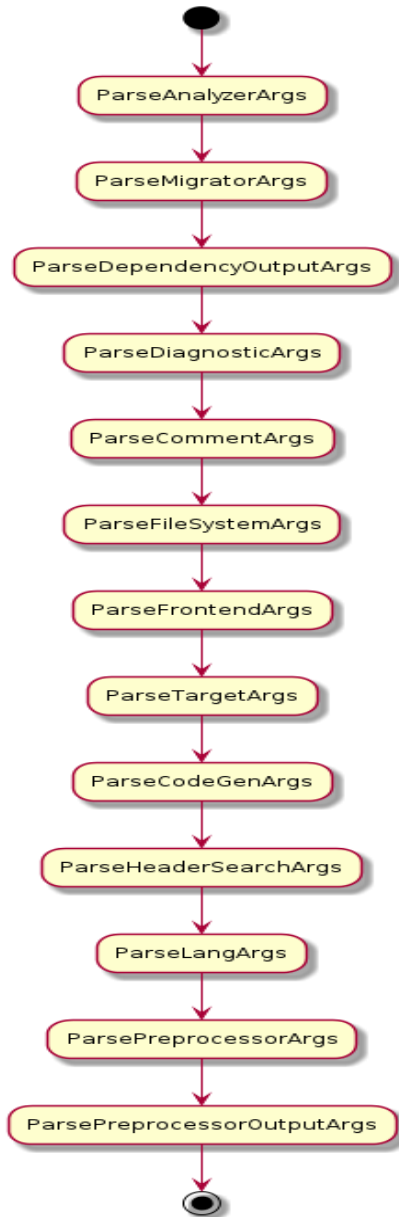 ParseAnalyzerArgs
ParseMigratorArgs
ParseDependencyOutputArgs
ParseDiagnosticArgs
ParseCommentArgs
ParseFileSystemArgs
ParseFrontendArgs
ParseTargetArgs
ParseCodeGenArgs
ParseHeaderSearchArgs
ParseLangArgs
ParsePreprocessorArgs
ParsePreprocessorOutputArgs